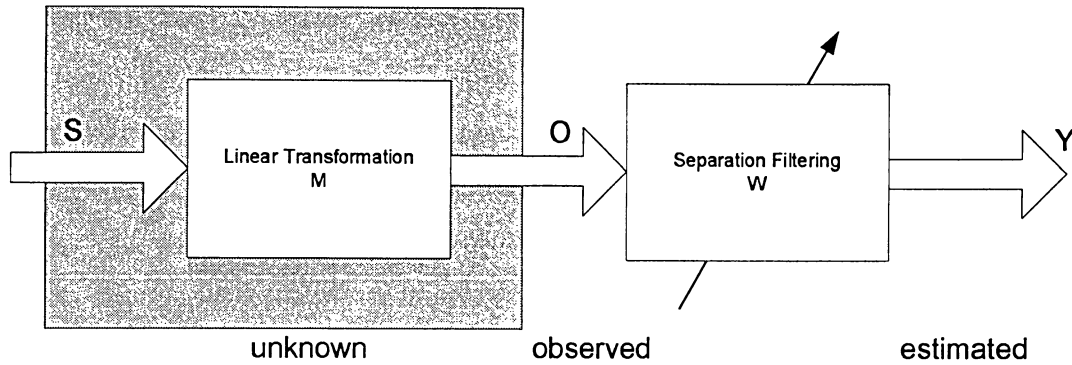 S
Linear Transformation
M
O
Separation Filtering
W
Y
unknown
observed
estimated